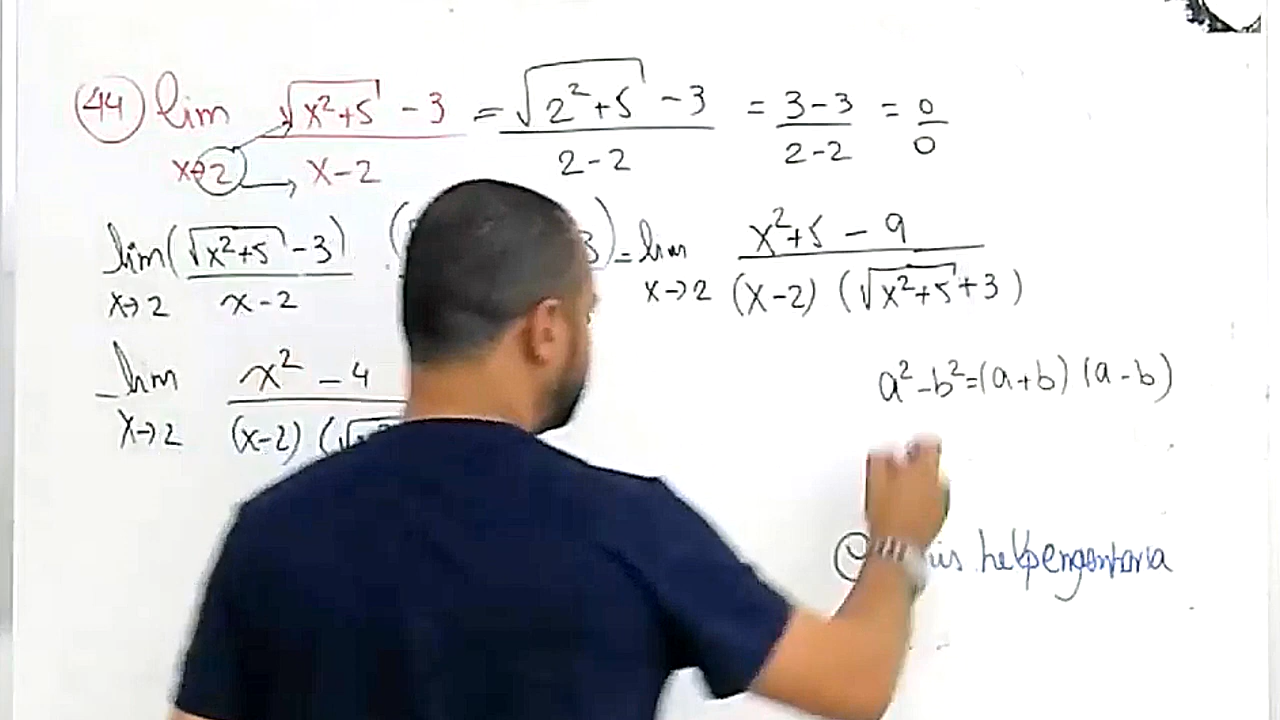 44 lim x→2 (√(x²+5) - 3)/(x-2) = (√(2²+5) - 3)/(2-2) = (3-3)/(2-2) = 0/0
lim x→2 (√(x²+5) - 3)/(x-2) · ( 3) = lim x→2 (x²+5 - 9)/((x-2) (√(x²+5) + 3))
lim x→2 (x² - 4)/((x-2) (√
a² - b² = (a+b) (a-b)
helpengenharia